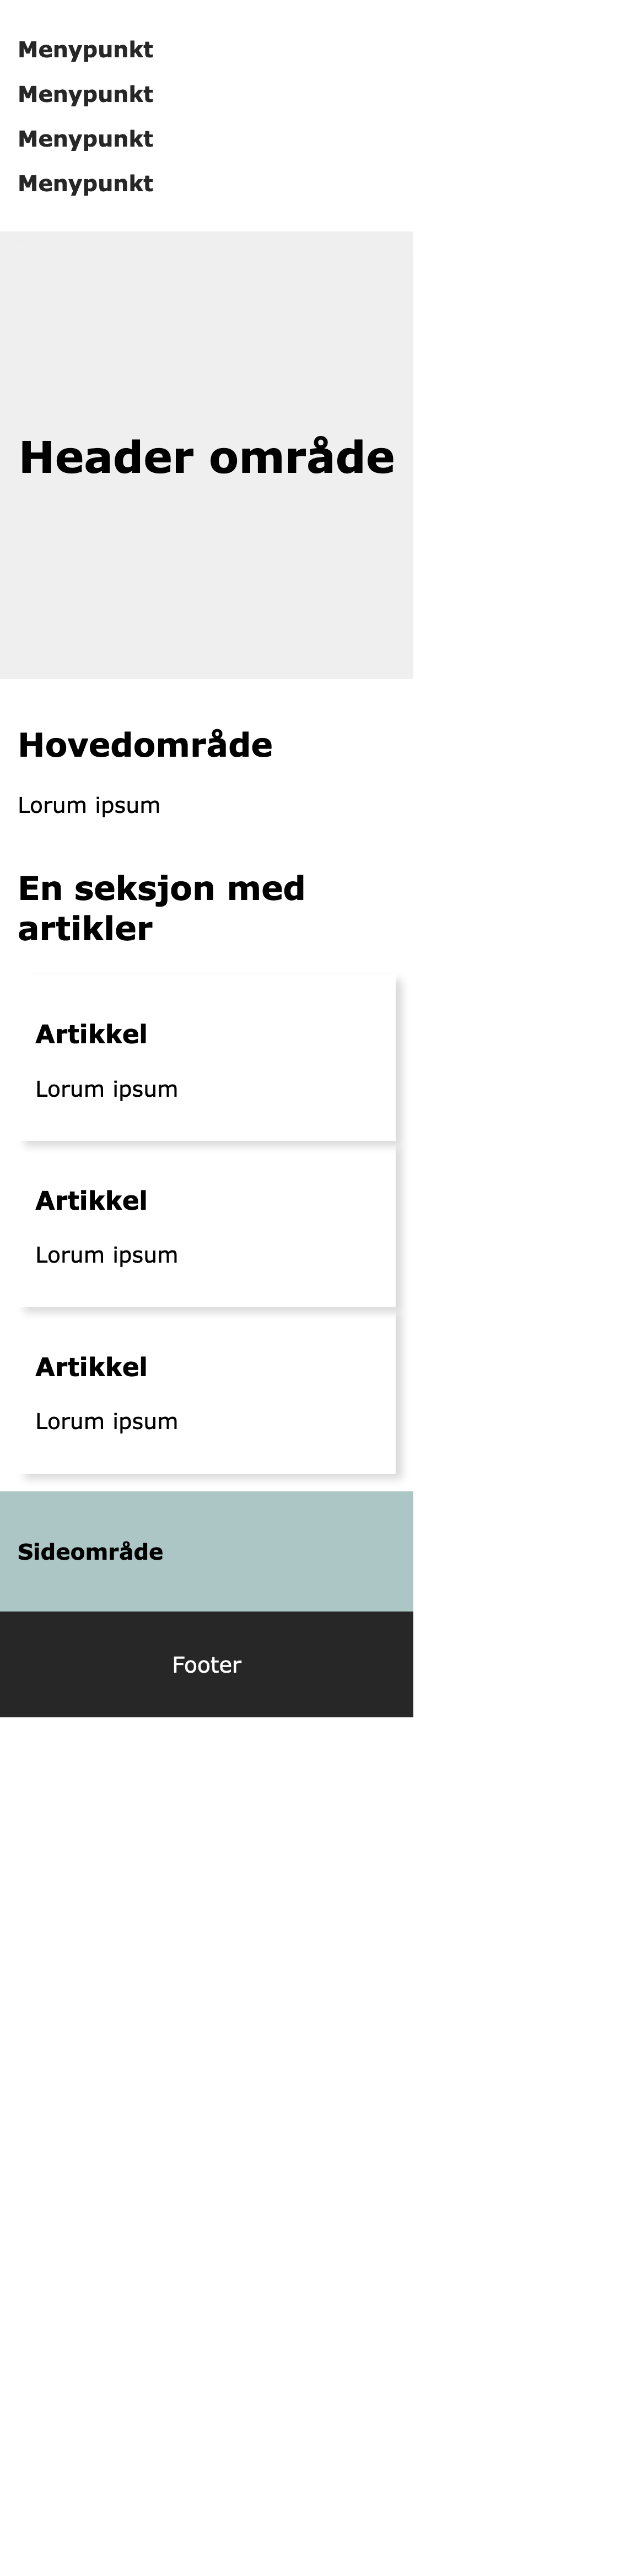 Menypunkt
Menypunkt
Menypunkt
Menypunkt
Header område
Hovedområde
Lorum ipsum
En seksjon med
artikler
Artikkel
Lorum ipsum
Artikkel
Lorum ipsum
Artikkel
Lorum ipsum
Sideområde
Footer